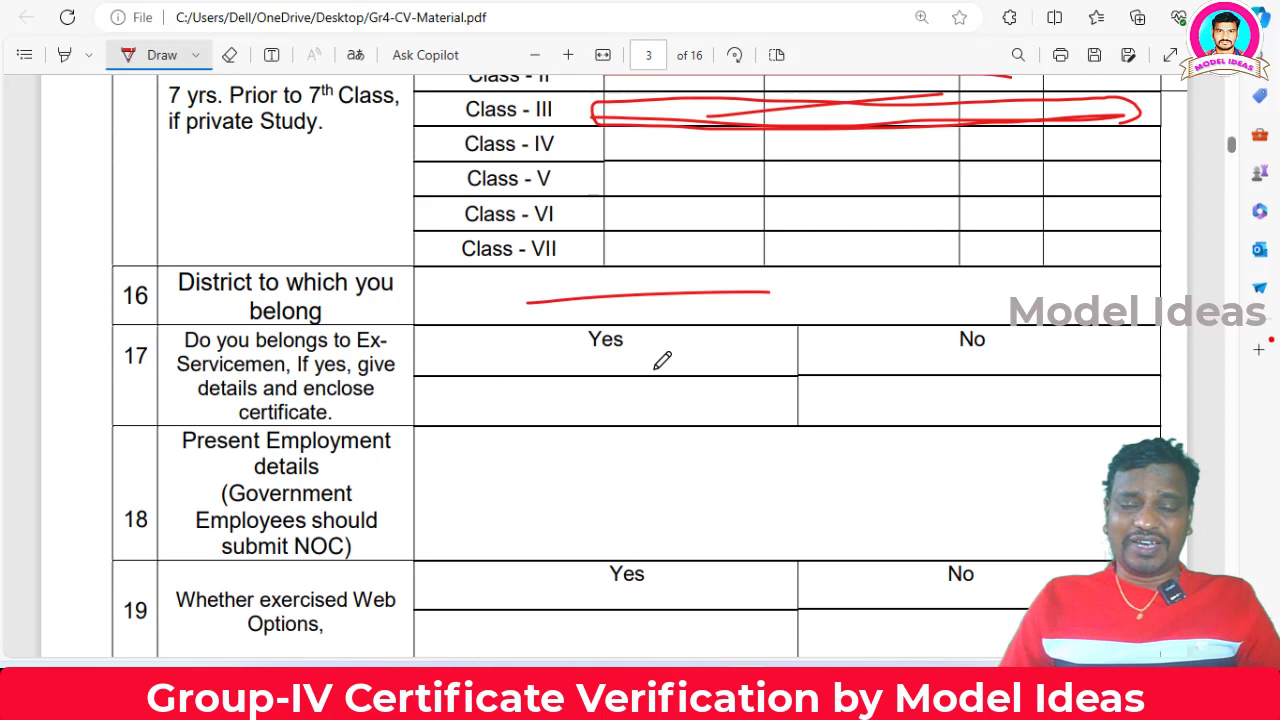 File C:/Users/Dell/OneDrive/Desktop/Gr4-CV-Material.pdf
MODEL IDEAS
Draw Ask Copilot 3 of 16
Class - II
7 yrs. Prior to 7th Class,
if private Study.
Class - III
Class - IV
Class - V
Class - VI
Class - VII
16 District to which you
belong
Model Ideas
17 Do you belongs to Ex-
Servicemen, If yes, give
details and enclose
certificate.
Yes No
18 Present Employment
details
(Government
Employees should
submit NOC)
19 Whether exercised Web
Options,
Yes No
Group-IV Certificate Verification by Model Ideas